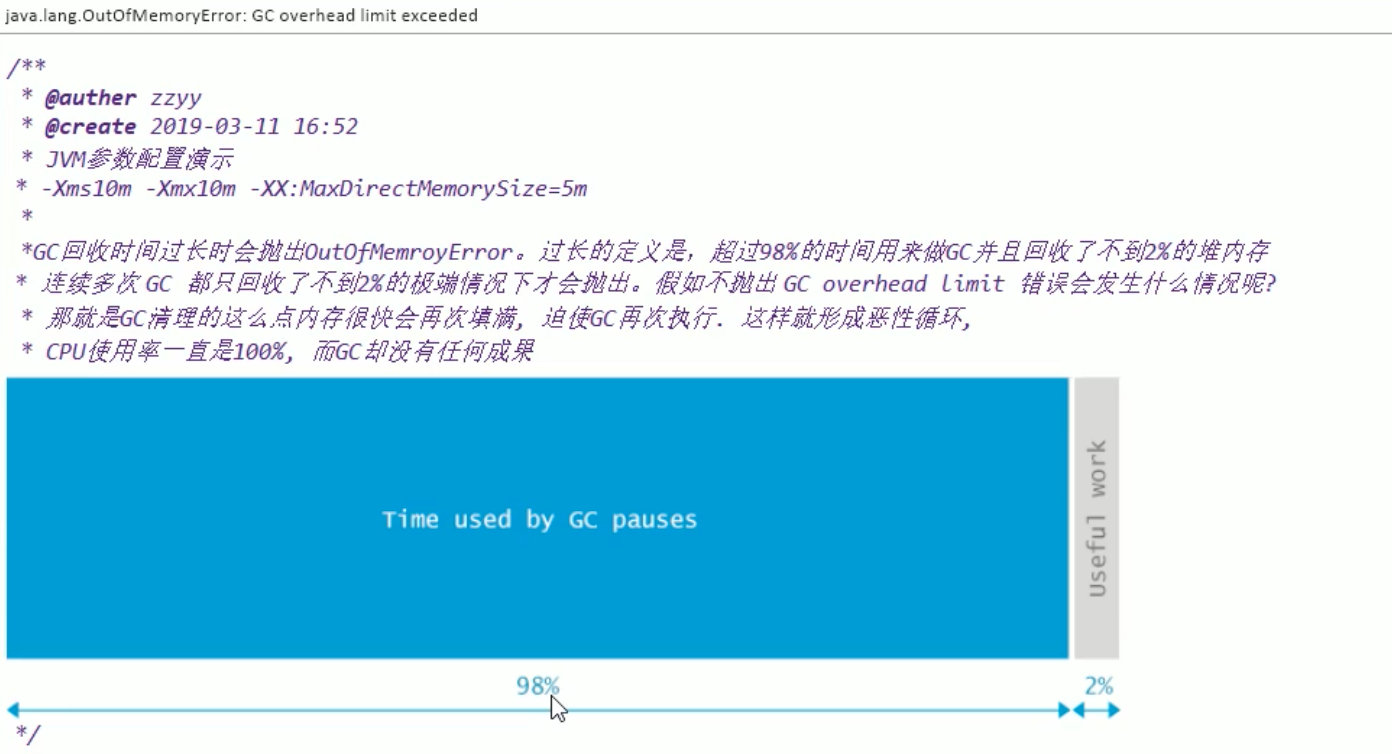 java.lang.OutOfMemoryError: GC overhead limit exceeded
/**
* @auther zzyy
* @create 2019-03-11 16:52
* JVM参数配置演示
* -Xms10m -Xmx10m -XX:MaxDirectMemorySize=5m
*
*GC回收时间过长时会抛出OutOfMemroyError。过长的定义是，超过98%的时间用来做GC并且回收了不到2%的堆内存
* 连续多次 GC 都只回收了不到2%的极端情况下才会抛出。假如不抛出 GC overhead limit 错误会发生什么情况呢?
* 那就是GC清理的这么点内存很快会再次填满, 迫使GC再次执行. 这样就形成恶性循环,
* CPU使用率一直是100%, 而GC却没有任何成果
Time used by GC pauses
Useful work
98%
2%
*/